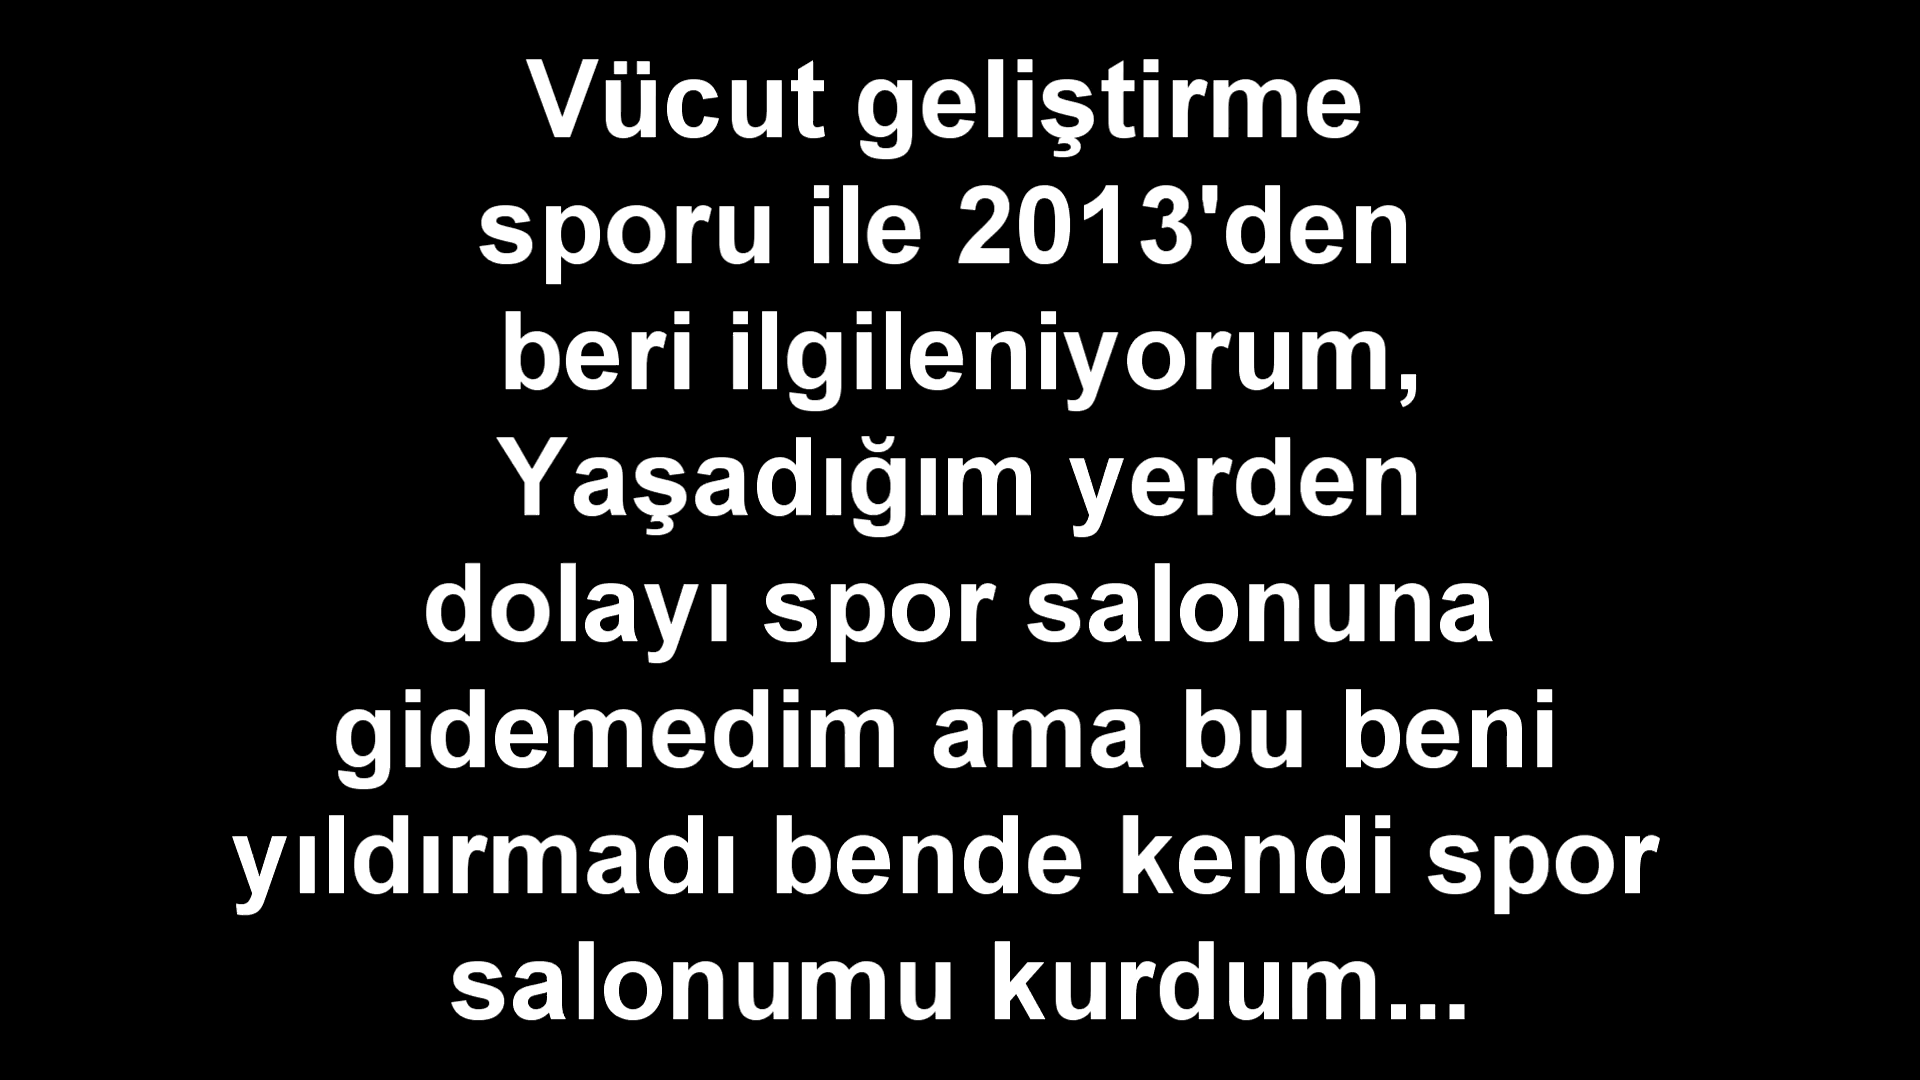 Vücut geliştirme
sporu ile 2013'den
beri ilgileniyorum,
Yaşadığım yerden
dolayı spor salonuna
gidemedim ama bu beni
yıldırmadı bende kendi spor
salonumu kurdum...